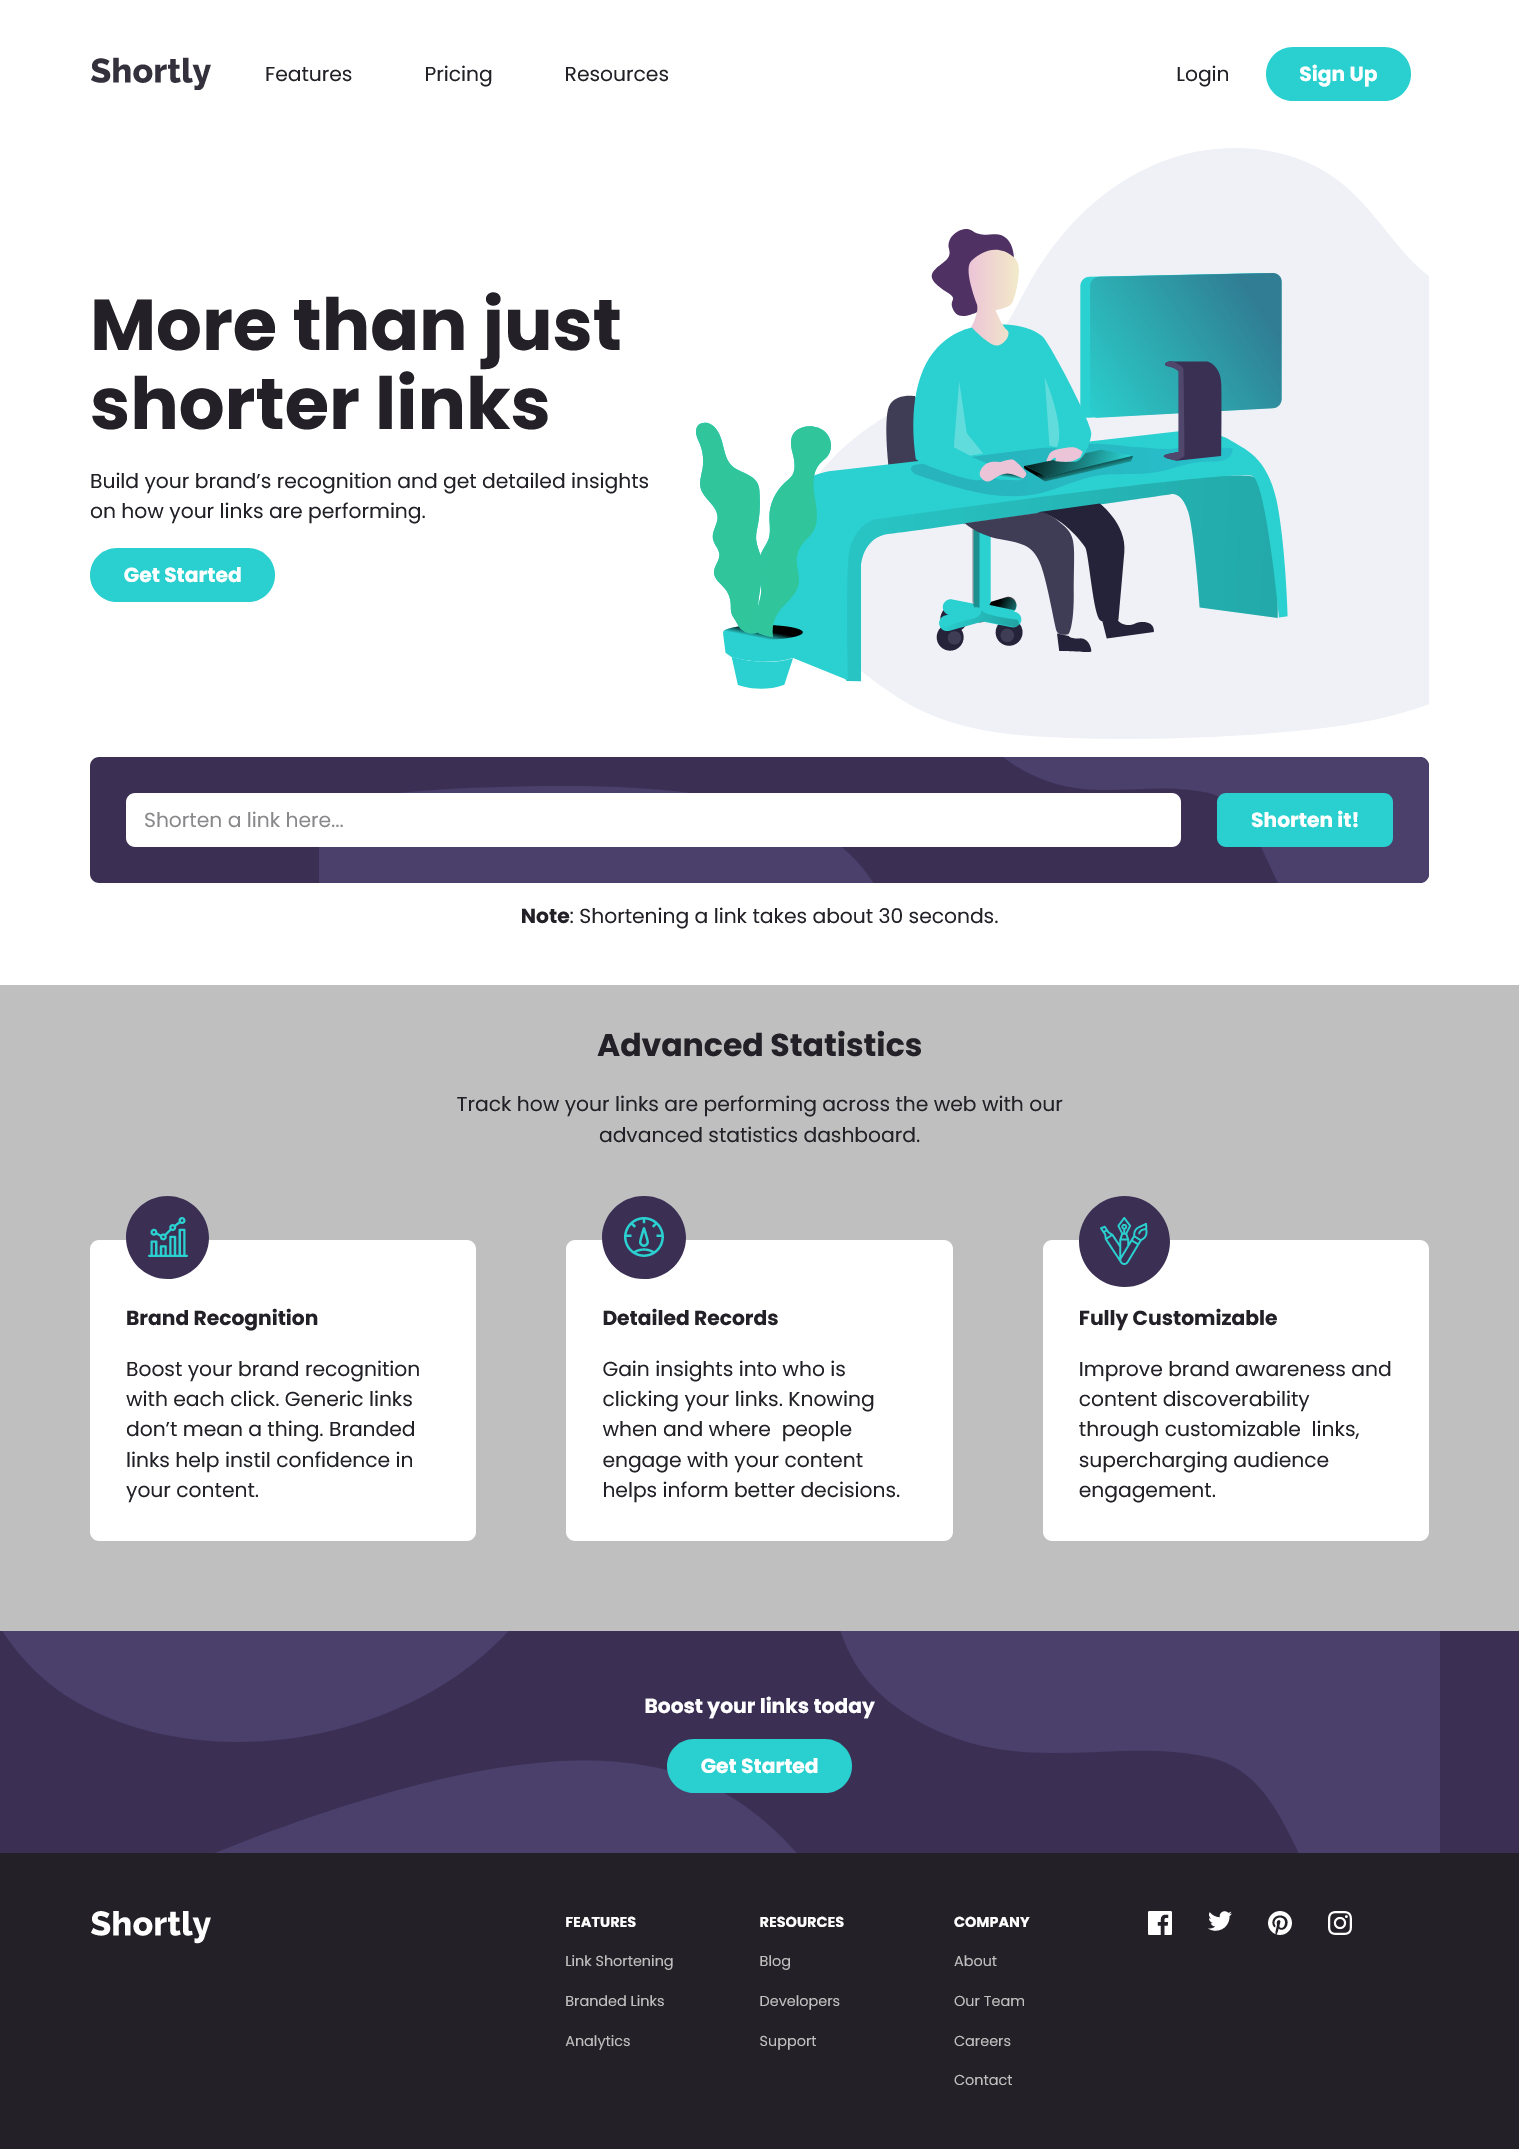 Shortly
Features
Pricing
Resources
Login
Sign Up
More than just
shorter links
Build your brand’s recognition and get detailed insights
on how your links are performing.
Get Started
Shorten a link here...
Shorten it!
Note: Shortening a link takes about 30 seconds.
Advanced Statistics
Track how your links are performing across the web with our
advanced statistics dashboard.
Brand Recognition
Boost your brand recognition
with each click. Generic links
don’t mean a thing. Branded
links help instil confidence in
your content.
Detailed Records
Gain insights into who is
clicking your links. Knowing
when and where  people
engage with your content
helps inform better decisions.
Fully Customizable
Improve brand awareness and
content discoverability
through customizable  links,
supercharging audience
engagement.
Boost your links today
Get Started
Shortly
FEATURES
Link Shortening
Branded Links
Analytics
RESOURCES
Blog
Developers
Support
COMPANY
About
Our Team
Careers
Contact